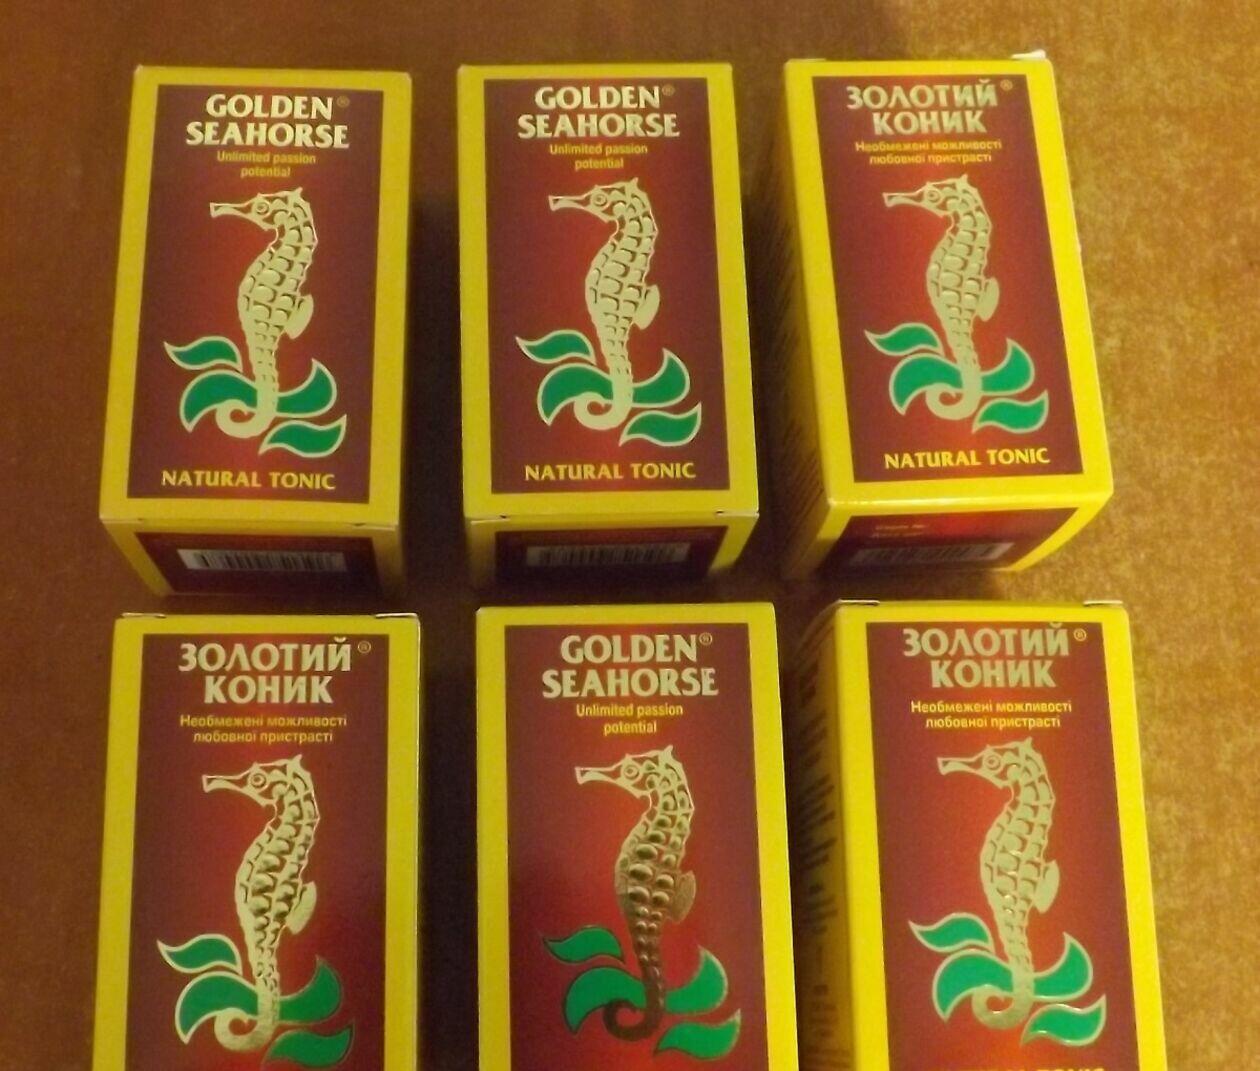 GOLDEN®
SEAHORSE
Unlimited passion
potential
NATURAL TONIC
GOLDEN®
SEAHORSE
Unlimited passion
potential
NATURAL TONIC
ЗОЛОТИЙ®
КОНИК
Необмежені можливості
любовної пристрасті
NATURAL TONIC
ЗОЛОТИЙ®
КОНИК
Необмежені можливості
любовної пристрасті
GOLDEN®
SEAHORSE
Unlimited passion
potential
ЗОЛОТИЙ®
КОНИК
Необмежені можливості
любовної пристрасті